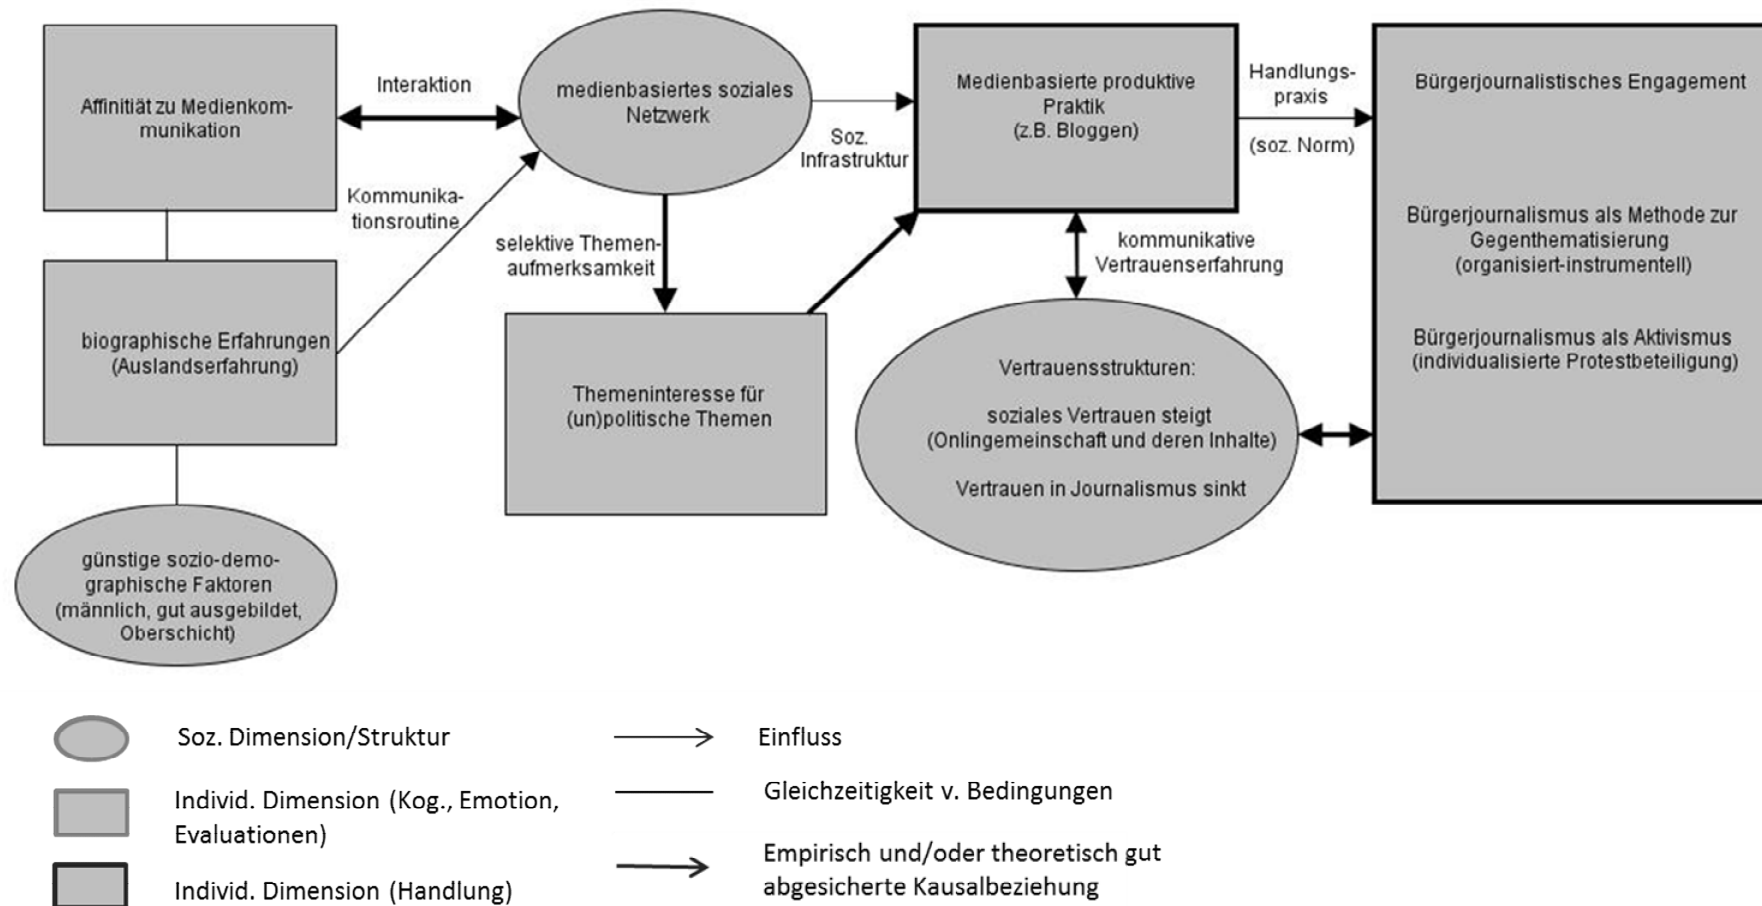 Affinitiät zu Medienkom-
munikation
Interaktion
medienbasiertes soziales
Netzwerk
Soz.
Infrastruktur
Medienbasierte produktive
Praktik
(z.B. Bloggen)
Handlungs-
praxis
(soz. Norm)
Bürgerjournalistisches Engagement
Bürgerjournalismus als Methode zur
Gegenthematisierung
(organisiert-instrumentell)
Bürgerjournalismus als Aktivismus
(individualisierte Protestbeteiligung)
Kommunika-
tionsroutine
selektive Themen-
aufmerksamkeit
kommunikative
Vertrauenserfahrung
biographische Erfahrungen
(Auslandserfahrung)
Themeninteresse für
(un)politische Themen
Vertrauensstrukturen:
soziales Vertrauen steigt
(Onlingemeinschaft und deren Inhalte)
Vertrauen in Journalismus sinkt
günstige sozio-demo-
graphische Faktoren
(männlich, gut ausgebildet,
Oberschicht)
Soz. Dimension/Struktur
Individ. Dimension (Kog., Emotion,
Evaluationen)
Individ. Dimension (Handlung)
Einfluss
Gleichzeitigkeit v. Bedingungen
Empirisch und/oder theoretisch gut
abgesicherte Kausalbeziehung